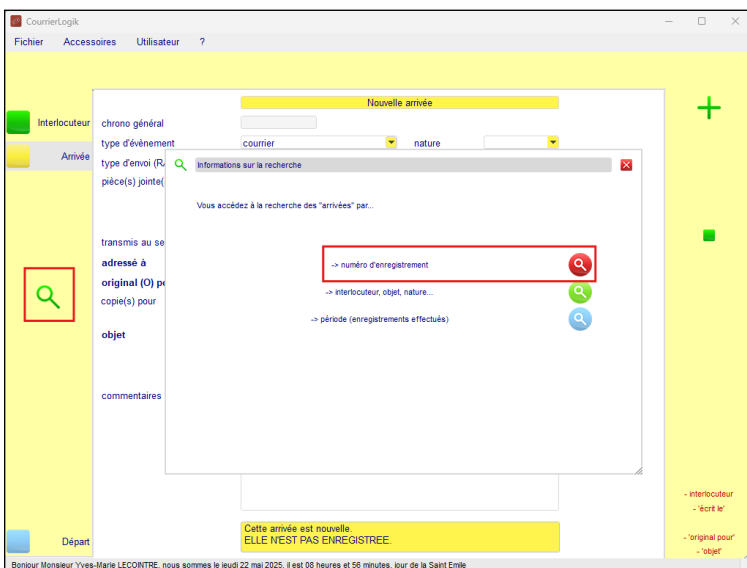 CourrierLogik
Fichier Accessoires Utilisateur ?
Nouvelle arrivée
Interlocuteur
chrono général
type d'évènement courrier nature
Arrivée
type d'envoi (R
Informations sur la recherche
pièce(s) jointe(
Vous accédez à la recherche des "arrivées" par...
transmis au se
adressé à
-> numéro d'enregistrement
original (O) p
-> interlocuteur, objet, nature...
copie(s) pour
-> période (enregistrements effectués)
objet
commentaires
- interlocuteur
- 'écrit le'
Cette arrivée est nouvelle.
ELLE N'EST PAS ENREGISTREE.
- 'original pour'
- 'objet'
Départ
Bonjour Monsieur Yves-Marie LECOINTRE, nous sommes le jeudi 22 mai 2025, il est 08 heures et 56 minutes, jour de la Saint Emile